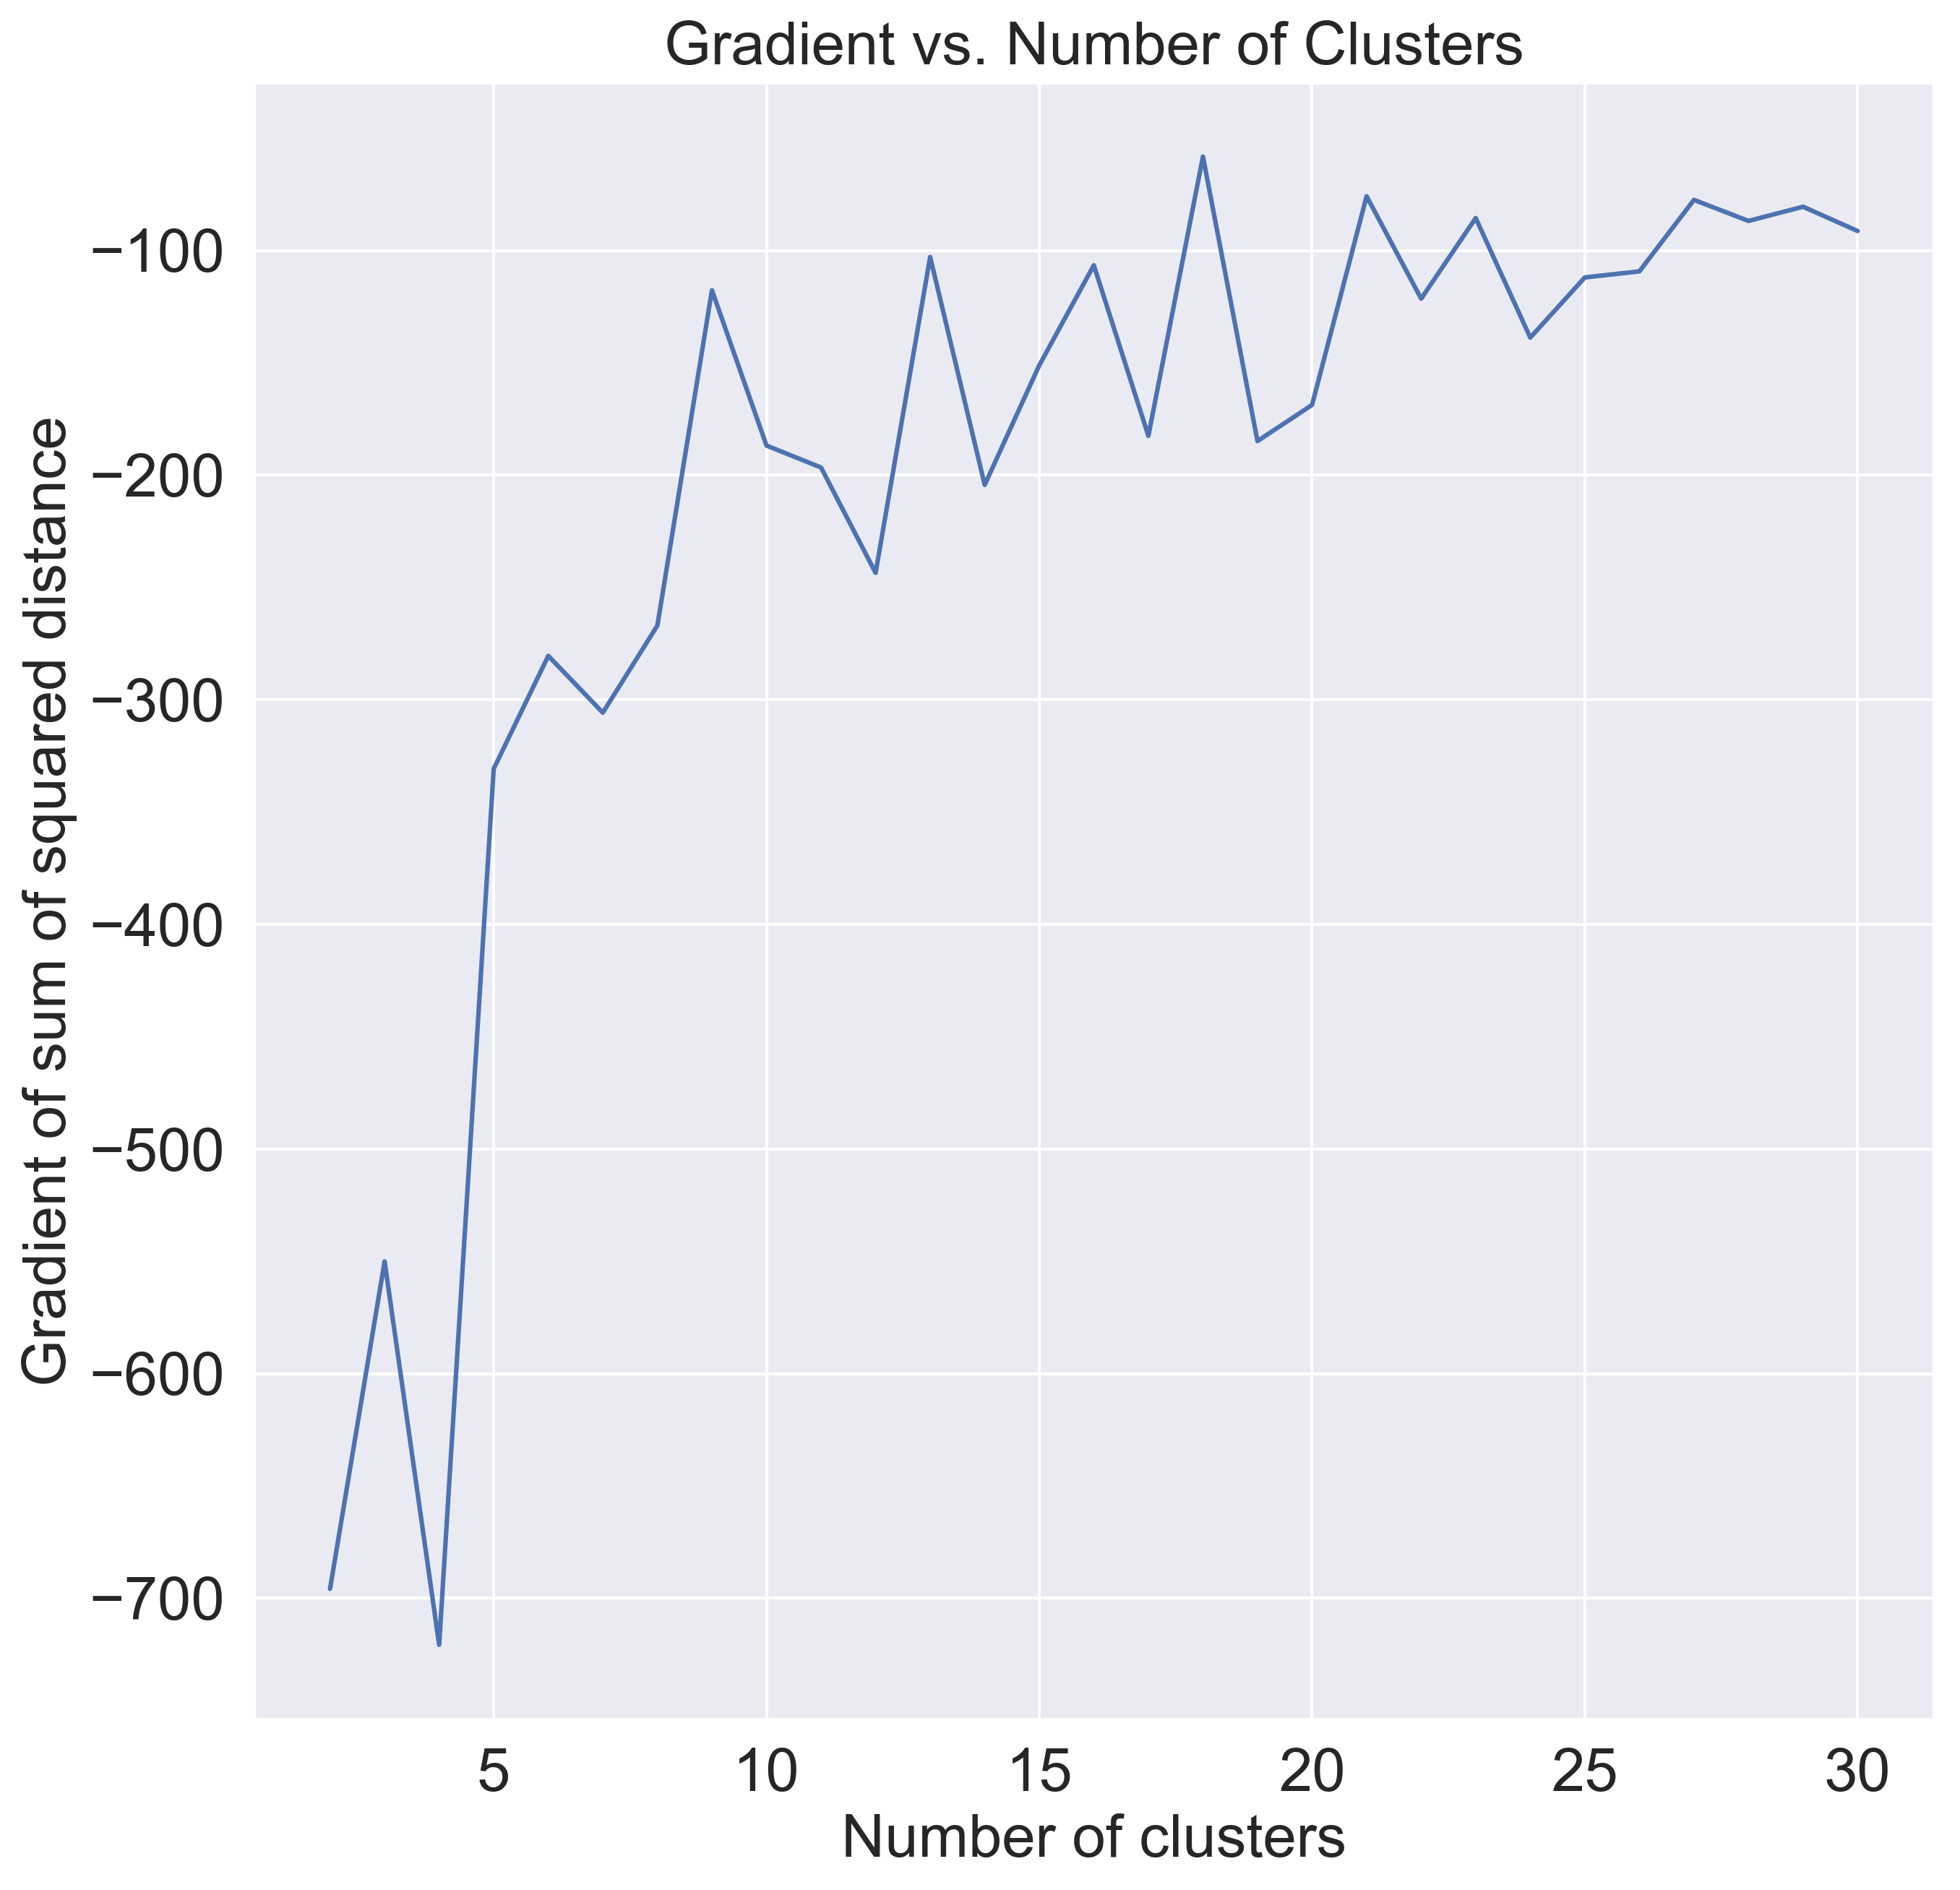 Gradient vs. Number of Clusters
Gradient of sum of squared distance
−100
−200
−300
−400
−500
−600
−700
5 10 15 20 25 30
Number of clusters